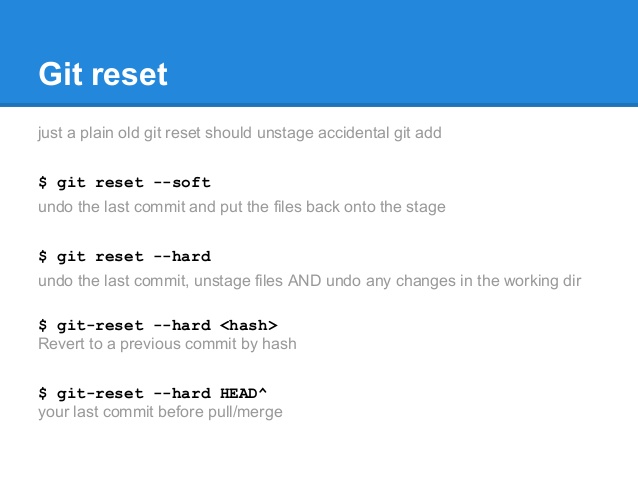 Git reset
just a plain old git reset should unstage accidental git add
$ git reset --soft
undo the last commit and put the files back onto the stage
$ git reset --hard
undo the last commit, unstage files AND undo any changes in the working dir
$ git-reset --hard <hash>
Revert to a previous commit by hash
$ git-reset --hard HEAD^
your last commit before pull/merge